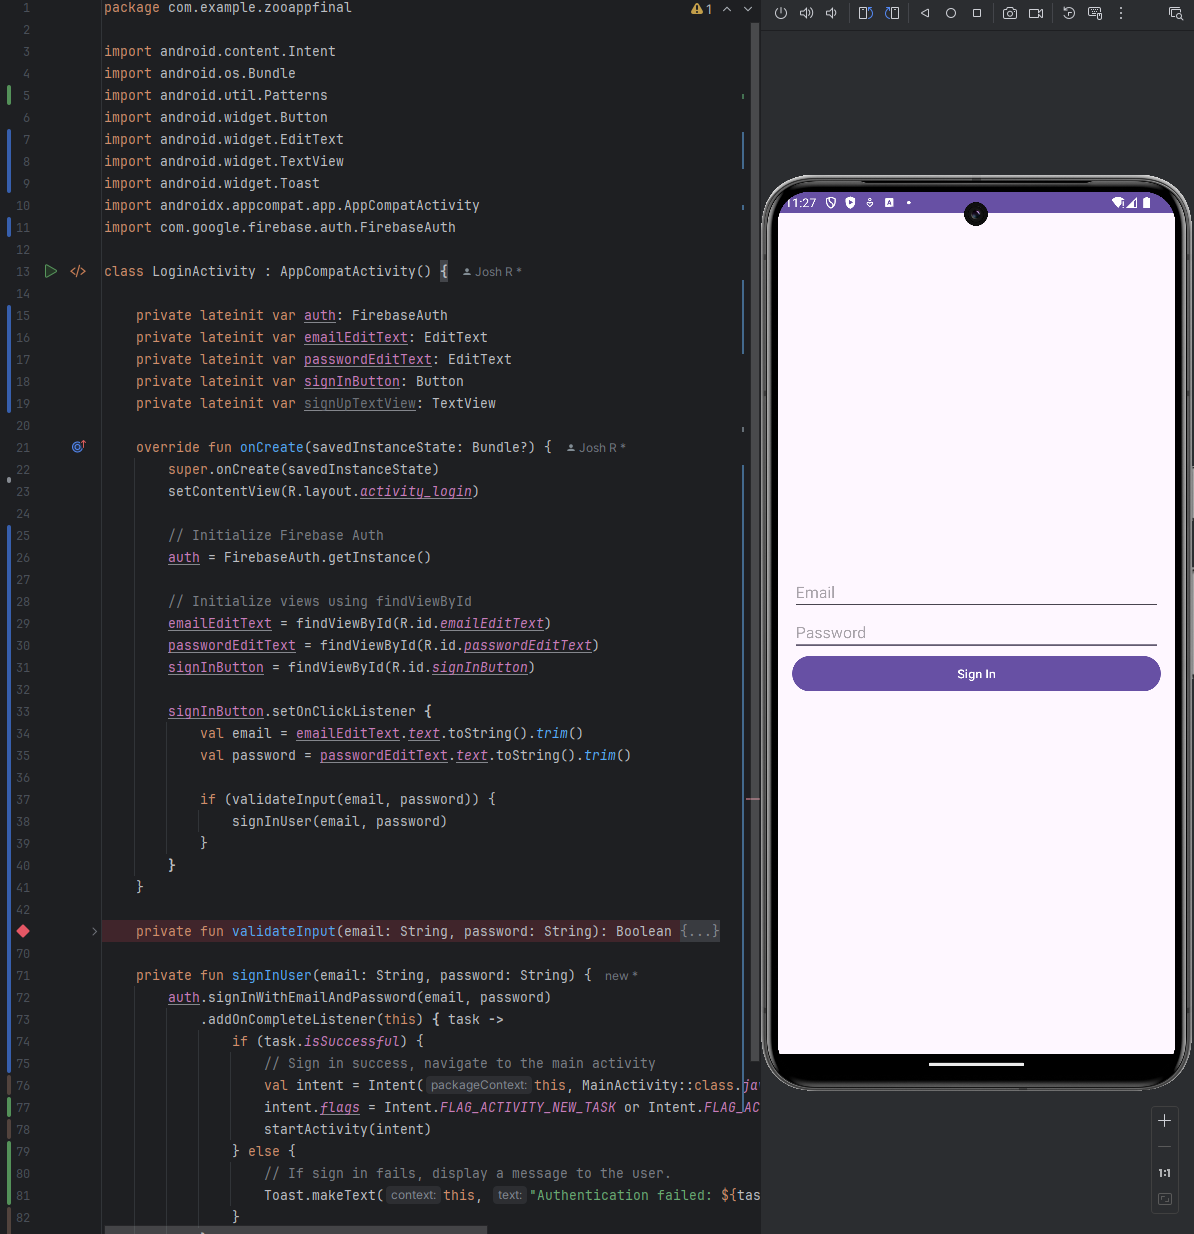 1 package com.example.zooappfinal
1
2
3 import android.content.Intent
4 import android.os.Bundle
5 import android.util.Patterns
6 import android.widget.Button
7 import android.widget.EditText
8 import android.widget.TextView
9 import android.widget.Toast
10 import androidx.appcompat.app.AppCompatActivity
11 import com.google.firebase.auth.FirebaseAuth
12
13 </> class LoginActivity : AppCompatActivity() { Josh R *
14
15 private lateinit var auth: FirebaseAuth
16 private lateinit var emailEditText: EditText
17 private lateinit var passwordEditText: EditText
18 private lateinit var signInButton: Button
19 private lateinit var signUpTextView: TextView
20
21 override fun onCreate(savedInstanceState: Bundle?) { Josh R *
22 super.onCreate(savedInstanceState)
23 setContentView(R.layout.activity_login)
24
25 // Initialize Firebase Auth
26 auth = FirebaseAuth.getInstance()
27
28 // Initialize views using findViewById
29 emailEditText = findViewById(R.id.emailEditText)
30 passwordEditText = findViewById(R.id.passwordEditText)
31 signInButton = findViewById(R.id.signInButton)
32
33 signInButton.setOnClickListener {
34 val email = emailEditText.text.toString().trim()
35 val password = passwordEditText.text.toString().trim()
36
37 if (validateInput(email, password)) {
38 signInUser(email, password)
39 }
40 }
41 }
42
private fun validateInput(email: String, password: String): Boolean {...}
70
71 private fun signInUser(email: String, password: String) { new *
72 auth.signInWithEmailAndPassword(email, password)
73 .addOnCompleteListener(this) { task ->
74 if (task.isSuccessful) {
75 // Sign in success, navigate to the main activity
76 val intent = Intent( packageContext: this, MainActivity::class.ja
77 intent.flags = Intent.FLAG_ACTIVITY_NEW_TASK or Intent.FLAG_AC
78 startActivity(intent)
79 } else {
80 // If sign in fails, display a message to the user.
81 Toast.makeText( context: this, text: "Authentication failed: ${tas
82 }
11:27
Email
Password
Sign In
1:1